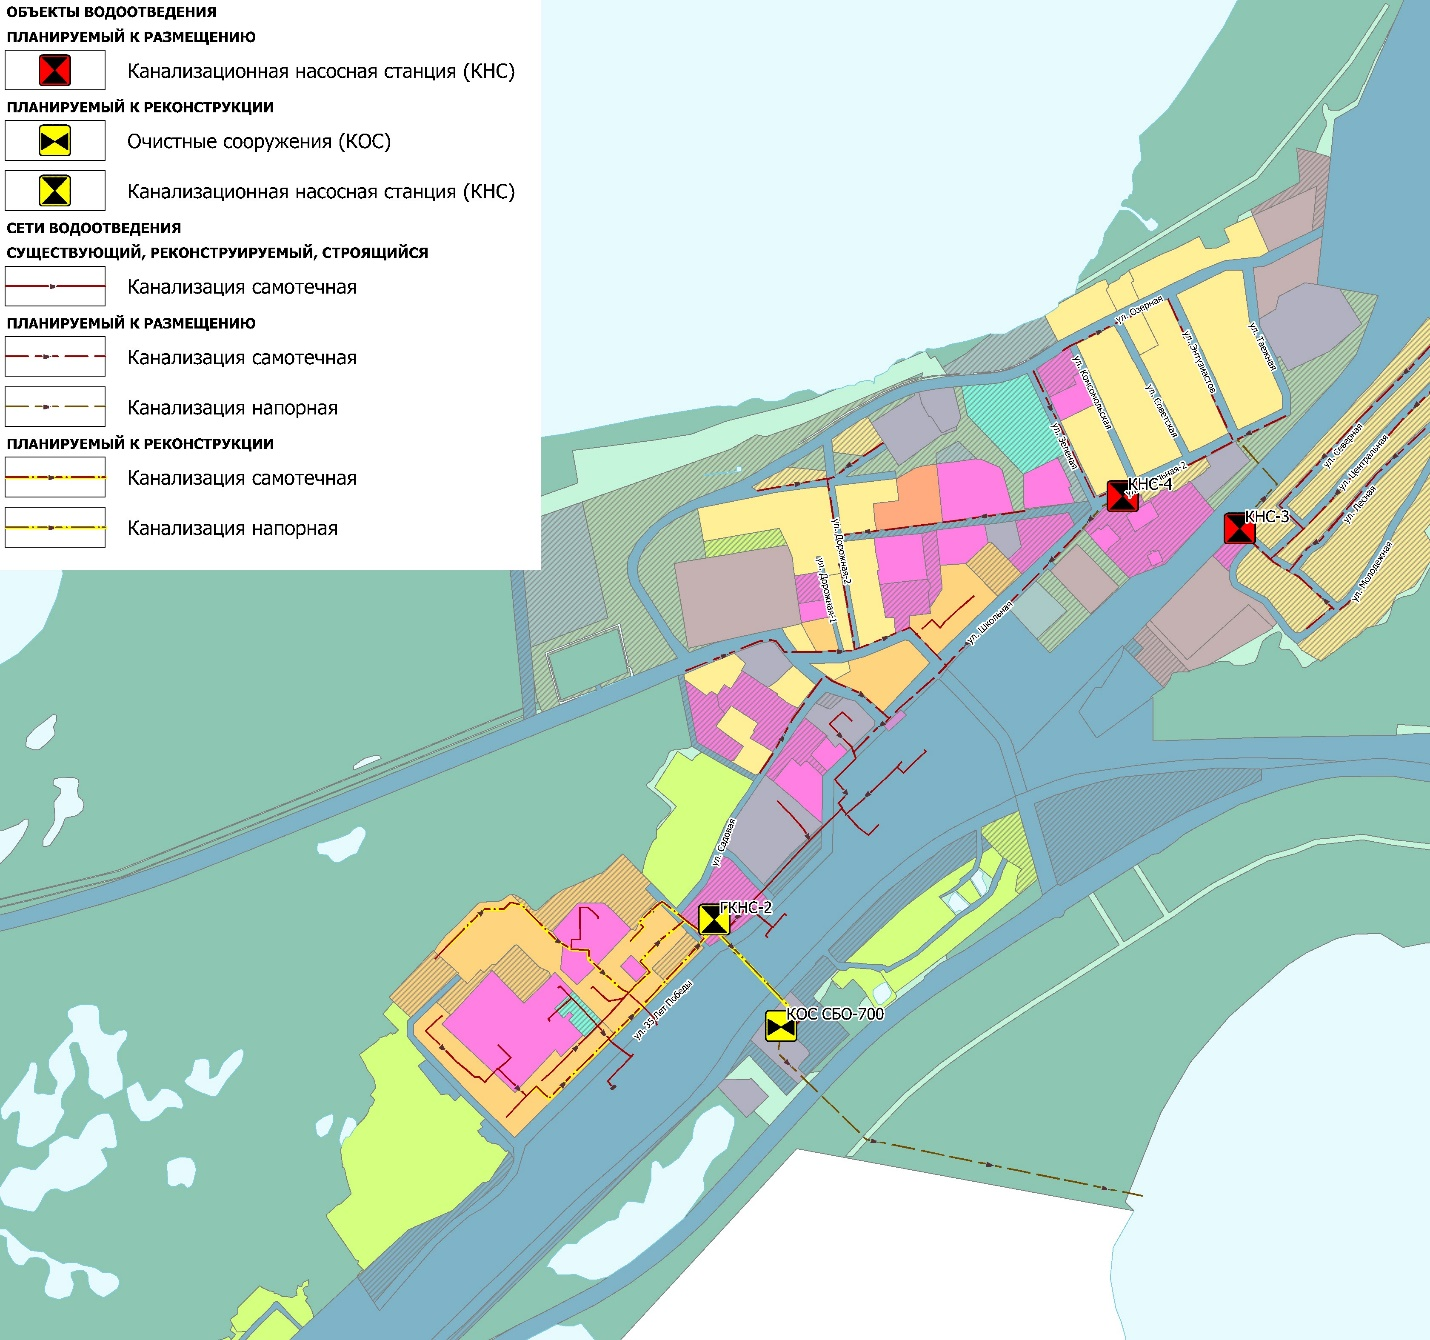 ОБЪЕКТЫ ВОДООТВЕДЕНИЯ
ПЛАНИРУЕМЫЙ К РАЗМЕЩЕНИЮ
Канализационная насосная станция (КНС)
ПЛАНИРУЕМЫЙ К РЕКОНСТРУКЦИИ
Очистные сооружения (КОС)
Канализационная насосная станция (КНС)
СЕТИ ВОДООТВЕДЕНИЯ
СУЩЕСТВУЮЩИЙ, РЕКОНСТРУИРУЕМЫЙ, СТРОЯЩИЙСЯ
Канализация самотечная
ПЛАНИРУЕМЫЙ К РАЗМЕЩЕНИЮ
Канализация самотечная
Канализация напорная
ПЛАНИРУЕМЫЙ К РЕКОНСТРУКЦИИ
Канализация самотечная
Канализация напорная
ул. Озерная
ул. Энтузиастов
ул. Таежная
ул. Комсомольская
ул. Советская
ул. Зеленая
ул. Северная
ул. Центральная
ул. Лесная
ул. Молодежная
КНС-4
КНС-3
ул. Дорожная-2
ул. Дорожная-1
ул. Школьная
ул. Садовая
ГКНС-2
ул. 35 Лет Победы
КОС СБО-700